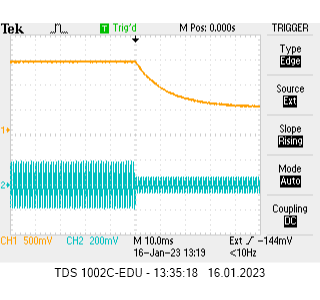 Tek Trig'd M Pos: 0.000s TRIGGER
Type
Edge
Source
Ext
Slope
Rising
Mode
Auto
Coupling
DC
1
2
CH1 500mV CH2 200mV M 10.0ms Ext -144mV
16-Jan-23 13:19 <10Hz
TDS 1002C-EDU - 13:35:18 16.01.2023